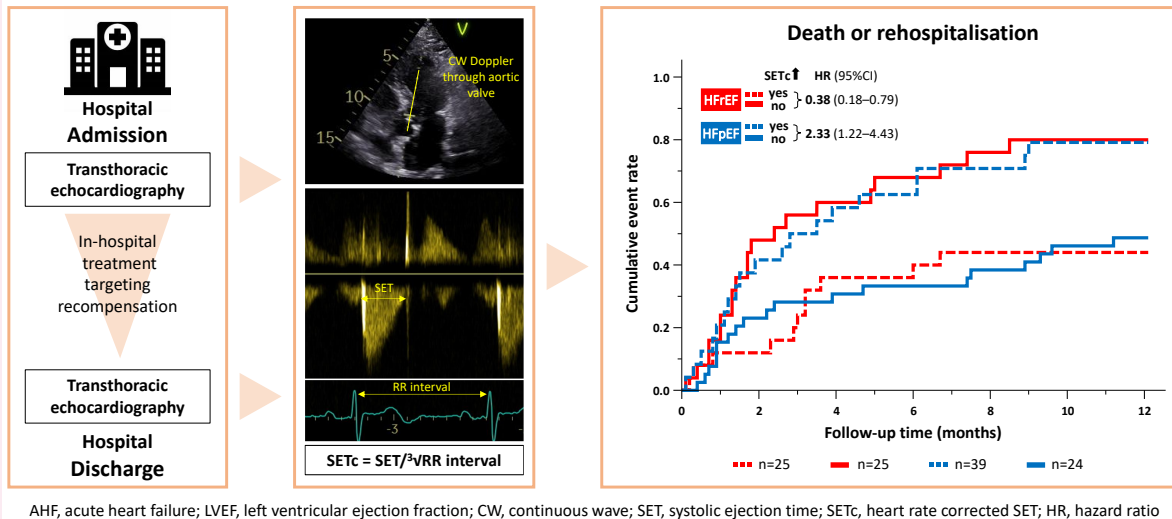 Hospital
Admission
Transthoracic
echocardiography
In-hospital
treatment
targeting
recompensation
Transthoracic
echocardiography
Hospital
Discharge
V
5
10
15
CW Doppler
through aortic
valve
SET
RR interval
-3
-2
SETc = SET/³√RR interval
Death or rehospitalisation
SETc⬆ HR (95%CI)
HFrEF yes
no } 0.38 (0.18–0.79)
HFpEF yes
no } 2.33 (1.22–4.43)
Cumulative event rate
1.0
0.8
0.6
0.4
0.2
0.0
0 2 4 6 8 10 12
Follow-up time (months)
n=25 n=25 n=39 n=24
AHF, acute heart failure; LVEF, left ventricular ejection fraction; CW, continuous wave; SET, systolic ejection time; SETc, heart rate corrected SET; HR, hazard ratio